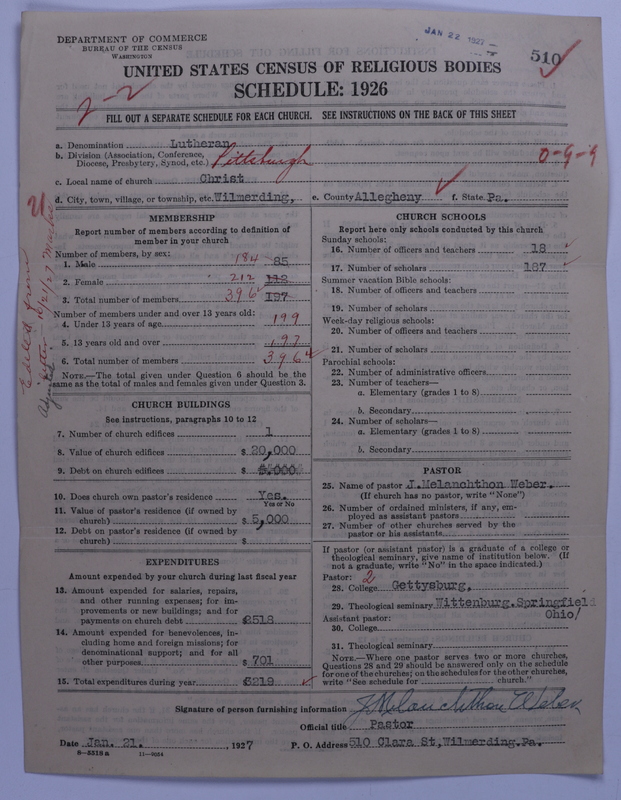 DEPARTMENT OF COMMERCE
BUREAU OF THE CENSUS
WASHINGTON
JAN 22 1927
510
UNITED STATES CENSUS OF RELIGIOUS BODIES
SCHEDULE: 1926
2-2
FILL OUT A SEPARATE SCHEDULE FOR EACH CHURCH. SEE INSTRUCTIONS ON THE BACK OF THIS SHEET
a. Denomination Lutheran
b. Division (Association, Conference, Diocese, Presbytery, Synod, etc.) Pittsburgh
0-9-9
c. Local name of church Christ
d. City, town, village, or township, etc. Wilmerding, e. County Allegheny f. State Pa.
MEMBERSHIP
Report number of members according to definition of
member in your church
Number of members, by sex:
1. Male 184 85
2. Female 212 112
3. Total number of members 396 197
Number of members under and over 13 years old:
4. Under 13 years of age 199
5. 13 years old and over 197
6. Total number of members 396
NOTE.—The total given under Question 6 should be the
same as the total of males and females given under Question 3.
CHURCH BUILDINGS
See instructions, paragraphs 10 to 12
7. Number of church edifices 1
8. Value of church edifices $ 20,000
9. Debt on church edifices $
10. Does church own pastor's residence Yes.
Yes or No
11. Value of pastor's residence (if owned by
church) $ 5,000
12. Debt on pastor's residence (if owned by
church) $
EXPENDITURES
Amount expended by your church during last fiscal year
13. Amount expended for salaries, repairs,
and other running expenses; for im-
provements or new buildings; and for
payments on church debt $2518
14. Amount expended for benevolences, in-
cluding home and foreign missions; for
denominational support; and for all
other purposes $ 701
15. Total expenditures during year $3219
CHURCH SCHOOLS
Report here only schools conducted by this church
Sunday schools:
16. Number of officers and teachers 18
17. Number of scholars 187
Summer vacation Bible schools:
18. Number of officers and teachers
19. Number of scholars
Week-day religious schools:
20. Number of officers and teachers
21. Number of scholars
Parochial schools:
22. Number of administrative officers
23. Number of teachers—
a. Elementary (grades 1 to 8)
b. Secondary
24. Number of scholars—
a. Elementary (grades 1 to 8)
b. Secondary
PASTOR
25. Name of pastor J.Melanchthon Weber.
(If church has no pastor, write "None")
26. Number of ordained ministers, if any, em-
ployed as assistant pastors
27. Number of other churches served by the
pastor or his assistants
If pastor (or assistant pastor) is a graduate of a college or
theological seminary, give name of institution below. (If
not a graduate, write "No" in the space indicated.)
Pastor: 2
28. College Gettysburg.
29. Theological seminary Wittenburg.Springfield
Ohio/
Assistant pastor:
30. College
31. Theological seminary
NOTE.—Where one pastor serves two or more churches,
Questions 28 and 29 should be answered only on the schedule
for one of the churches; on the schedules for the other churches,
write "See schedule for church."
Signature of person furnishing information J Melanchthon Weber
Official title Pastor
Date Jan. 21. , 1927 P. O. Address 510 Clara St,Wilmerding.Pa.
8-5318a 11-9054